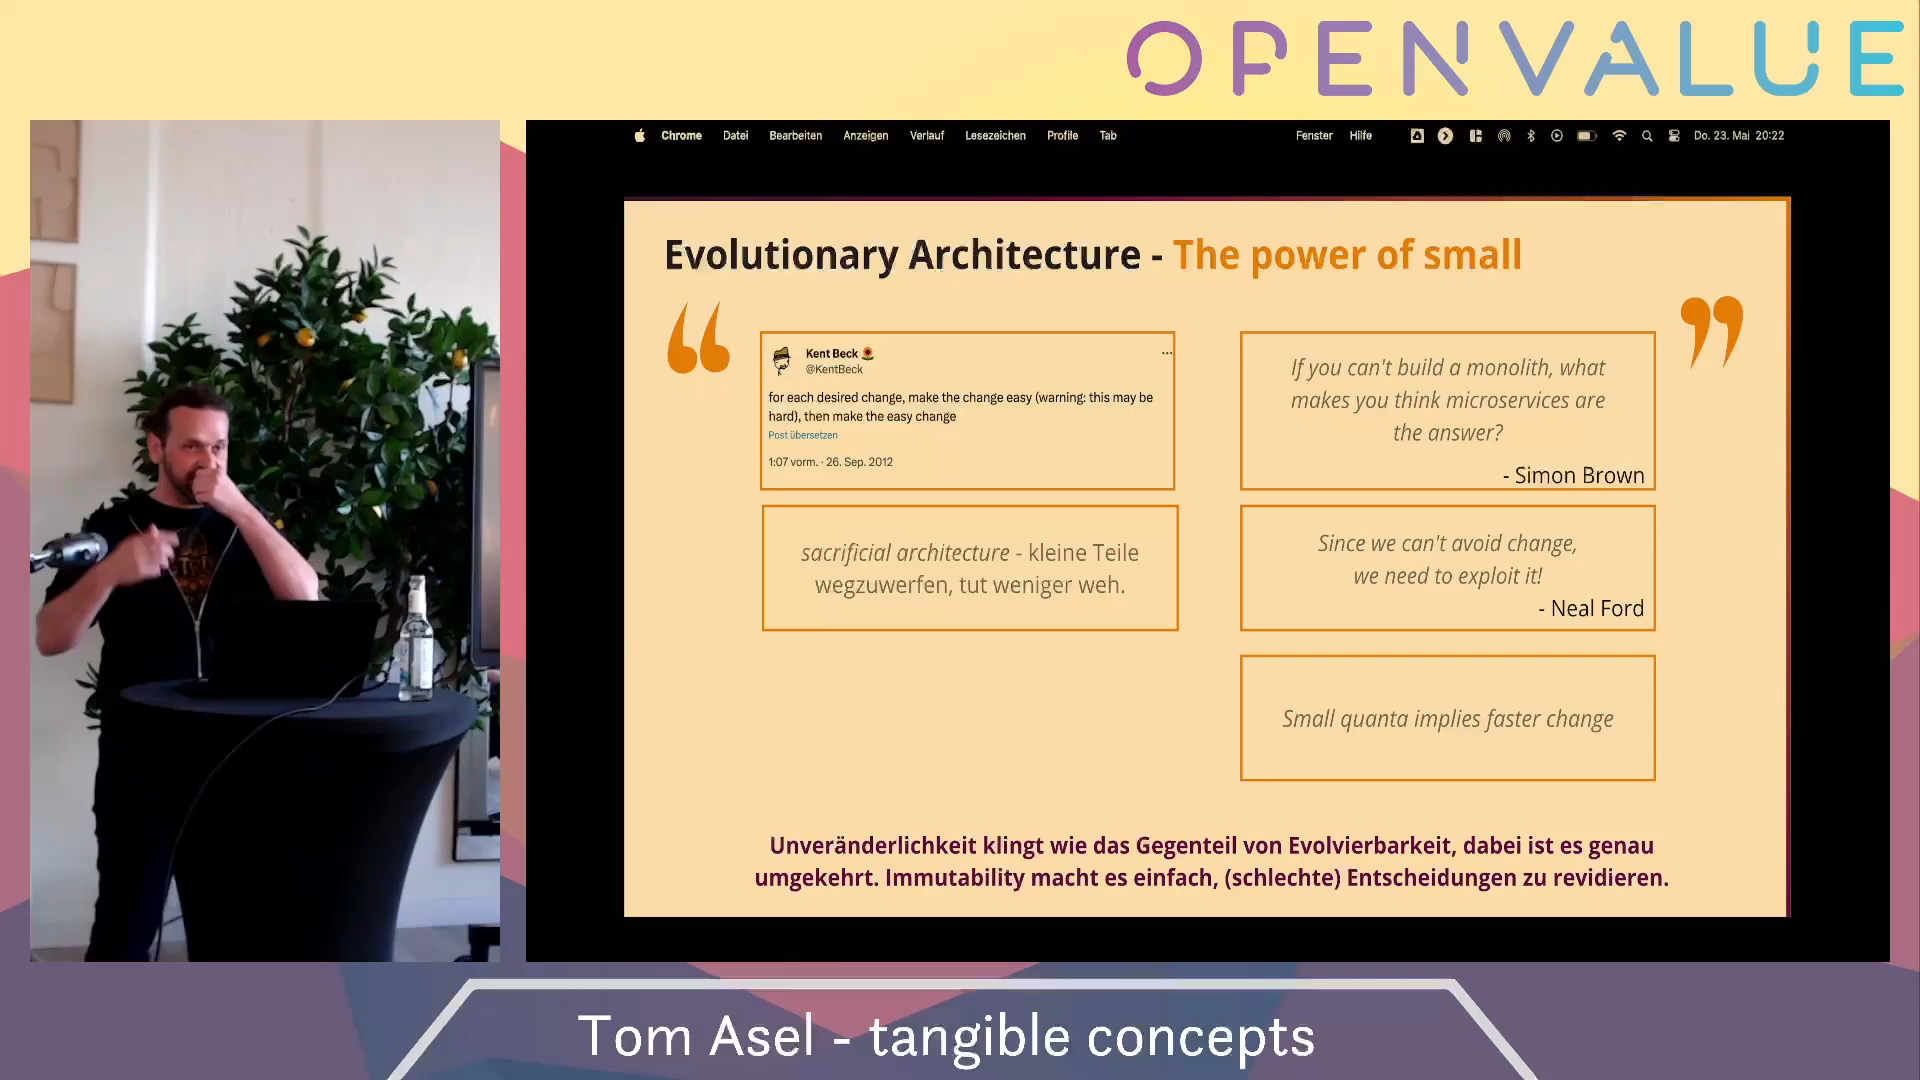 OPENVALUE
Chrome Datei Bearbeiten Anzeigen Verlauf Lesezeichen Profile Tab Fenster Hilfe Do. 23. Mai 20:22
Evolutionary Architecture - The power of small
“
”
Kent Beck
@KentBeck
for each desired change, make the change easy (warning: this may be
hard), then make the easy change
Post übersetzen
1:07 vorm. · 26. Sep. 2012
If you can't build a monolith, what
makes you think microservices are
the answer?
- Simon Brown
sacrificial architecture - kleine Teile
wegzuwerfen, tut weniger weh.
Since we can't avoid change,
we need to exploit it!
- Neal Ford
Small quanta implies faster change
Unveränderlichkeit klingt wie das Gegenteil von Evolvierbarkeit, dabei ist es genau
umgekehrt. Immutability macht es einfach, (schlechte) Entscheidungen zu revidieren.
Tom Asel - tangible concepts